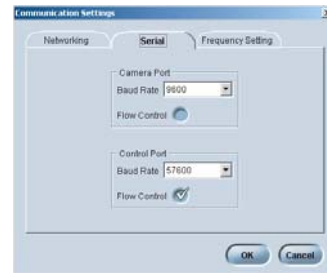 Communication Settings
Networking Serial Frequency Setting
Camera Port
Baud Rate 9600
Flow Control
Control Port
Baud Rate 57600
Flow Control
OK Cancel